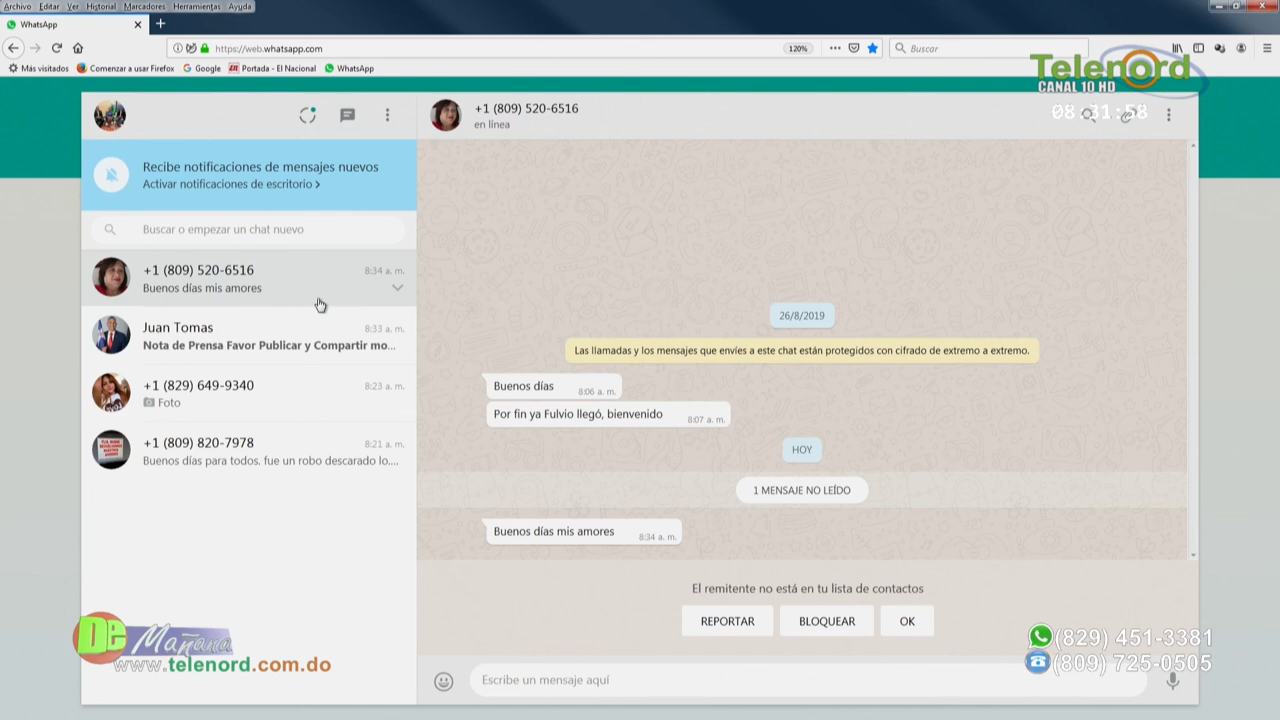 Archivo Editar Ver Historial Marcadores Herramientas Ayuda
WhatsApp
https://web.whatsapp.com
120%
Buscar
Más visitados Comenzar a usar Firefox Google Portada - El Nacional WhatsApp
Telenord
CANAL 10 HD
08:31:58
+1 (809) 520-6516
en línea
Recibe notificaciones de mensajes nuevos
Activar notificaciones de escritorio >
Buscar o empezar un chat nuevo
+1 (809) 520-6516 8:34 a. m.
Buenos días mis amores
Juan Tomas 8:33 a. m.
Nota de Prensa Favor Publicar y Compartir mo...
+1 (829) 649-9340 8:23 a. m.
Foto
+1 (809) 820-7978 8:21 a. m.
Buenos días para todos. fue un robo descarado lo....
26/8/2019
Las llamadas y los mensajes que envíes a este chat están protegidos con cifrado de extremo a extremo.
Buenos días 8:06 a. m.
Por fin ya Fulvio llegó, bienvenido 8:07 a. m.
HOY
1 MENSAJE NO LEÍDO
Buenos días mis amores 8:34 a. m.
El remitente no está en tu lista de contactos
REPORTAR BLOQUEAR OK
Escribe un mensaje aquí
De Mañana
www.telenord.com.do
(829) 451-3381
(809) 725-0505